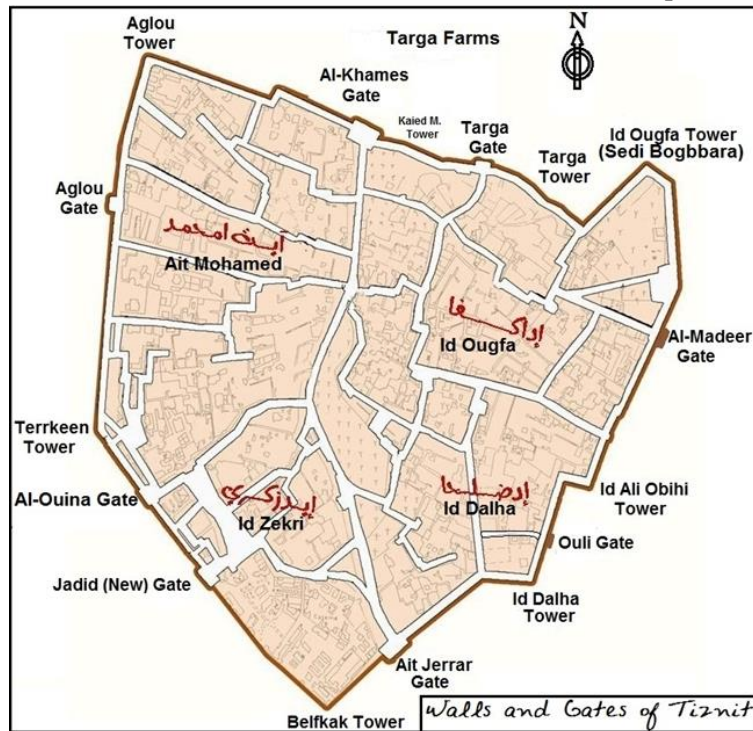 Aglou
Tower
Targa Farms
N
Al-Khames
Gate
Kaied M.
Tower
Targa
Gate
Targa
Tower
Id Ougfa Tower
(Sedi Bogbbara)
Aglou
Gate
آيت امحمد
Ait Mohamed
إداكفا
Id Ougfa
Al-Madeer
Gate
Terrkeen
Tower
Al-Ouina Gate
إيدزكري
Id Zekri
إدضلحا
Id Dalha
Id Ali Obihi
Tower
Ouli Gate
Jadid (New) Gate
Id Dalha
Tower
Ait Jerrar
Gate
Belfkak Tower
Walls and Gates of Tiznit